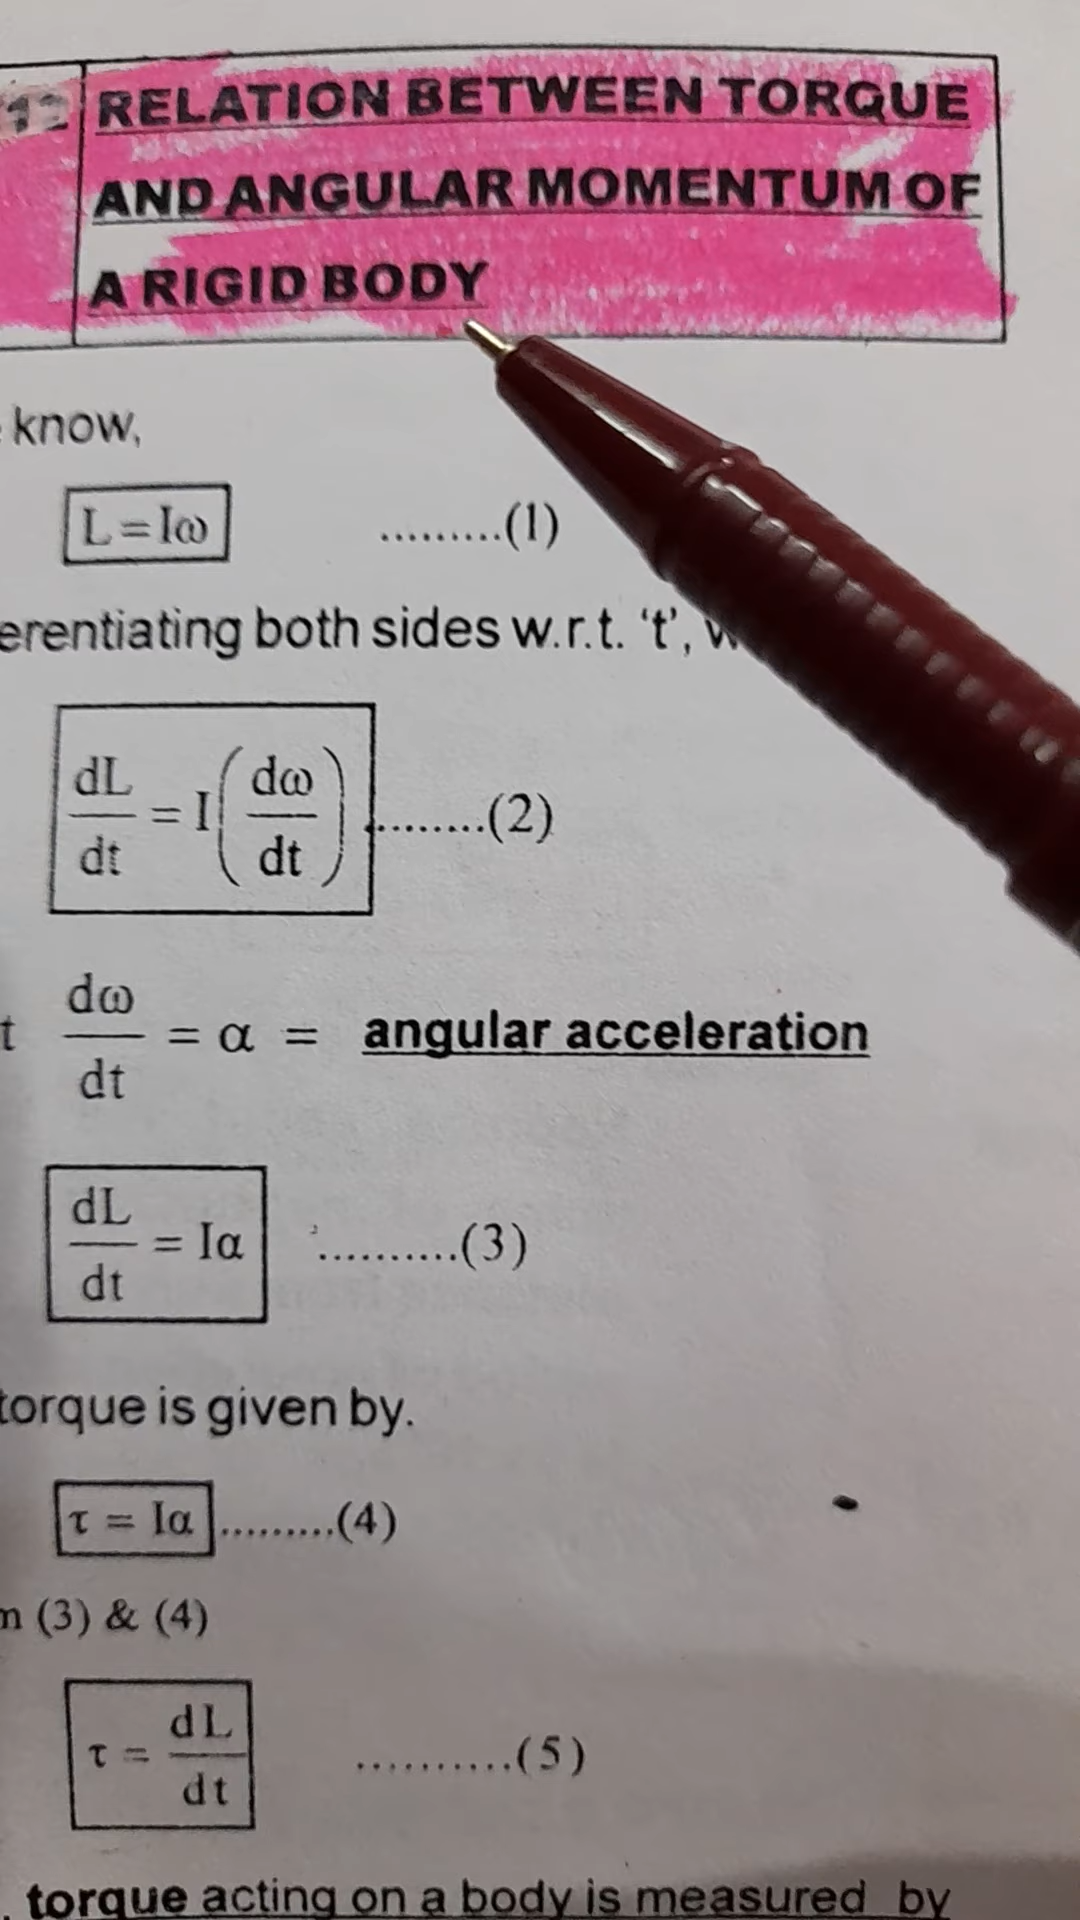 12 RELATION BETWEEN TORQUE
AND ANGULAR MOMENTUM OF
A RIGID BODY
know,
L = Iω .........(1)
erentiating both sides w.r.t. ‘t’,
dL/dt = I(dω/dt) .........(2)
t dω/dt = α = angular acceleration
dL/dt = Iα ..........(3)
torque is given by.
τ = Iα .........(4)
m (3) & (4)
τ = dL/dt ..........(5)
torque acting on a body is measured by